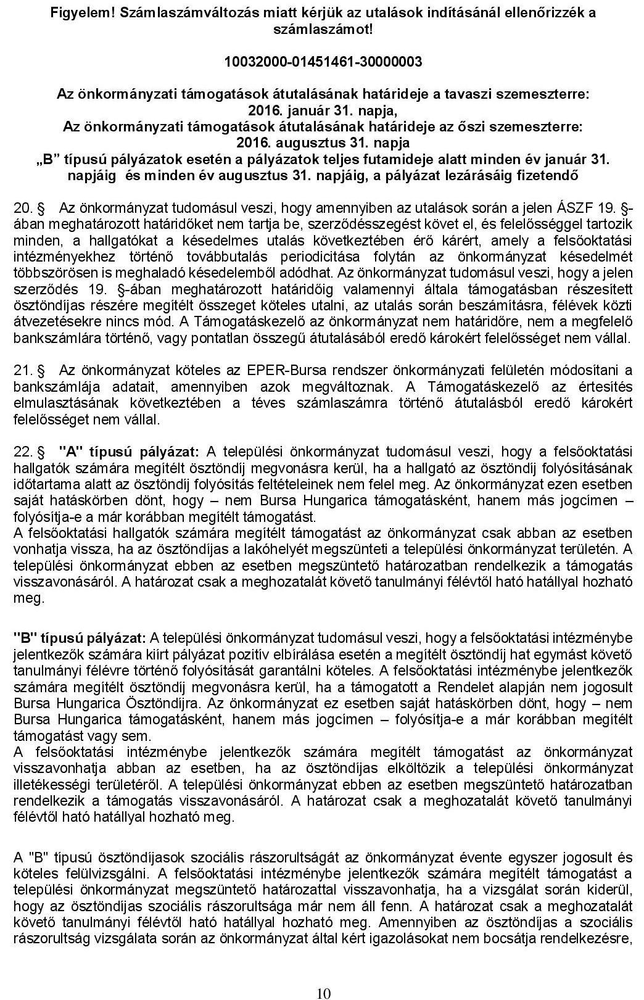 Figyelem! Számlaszámváltozás miatt kérjük az utalások indításánál ellenőrizzék a
számlaszámot!
10032000-01451461-30000003
Az önkormányzati támogatások átutalásának határideje a tavaszi szemeszterre:
2016. január 31. napja,
Az önkormányzati támogatások átutalásának határideje az őszi szemeszterre:
2016. augusztus 31. napja
„B” típusú pályázatok esetén a pályázatok teljes futamideje alatt minden év január 31.
napjáig és minden év augusztus 31. napjáig, a pályázat lezárásáig fizetendő
20. § Az önkormányzat tudomásul veszi, hogy amennyiben az utalások során a jelen ÁSZF 19. §-
ában meghatározott határidőket nem tartja be, szerződésszegést követ el, és felelősséggel tartozik
minden, a hallgatókat a késedelmes utalás következtében érő kárért, amely a felsőoktatási
intézményekhez történő továbbutalás periodicitása folytán az önkormányzat késedelmét
többszörösen is meghaladó késedelemből adódhat. Az önkormányzat tudomásul veszi, hogy a jelen
szerződés 19. §-ában meghatározott határidőig valamennyi általa támogatásban részesített
ösztöndíjas részére megítélt összeget köteles utalni, az utalás során beszámításra, félévek közti
átvezetésekre nincs mód. A Támogatáskezelő az önkormányzat nem határidőre, nem a megfelelő
bankszámlára történő, vagy pontatlan összegű átutalásából eredő károkért felelősséget nem vállal.
21. § Az önkormányzat köteles az EPER-Bursa rendszer önkormányzati felületén módosítani a
bankszámlája adatait, amennyiben azok megváltoznak. A Támogatáskezelő az értesítés
elmulasztásának következtében a téves számlaszámra történő átutalásból eredő károkért
felelősséget nem vállal.
22. § "A" típusú pályázat: A települési önkormányzat tudomásul veszi, hogy a felsőoktatási
hallgatók számára megítélt ösztöndíj megvonásra kerül, ha a hallgató az ösztöndíj folyósításának
időtartama alatt az ösztöndíj folyósítás feltételeinek nem felel meg. Az önkormányzat ezen esetben
saját hatáskörben dönt, hogy – nem Bursa Hungarica támogatásként, hanem más jogcímen –
folyósítja-e a már korábban megítélt támogatást.
A felsőoktatási hallgatók számára megítélt támogatást az önkormányzat csak abban az esetben
vonhatja vissza, ha az ösztöndíjas a lakóhelyét megszünteti a települési önkormányzat területén. A
települési önkormányzat ebben az esetben megszüntető határozatban rendelkezik a támogatás
visszavonásáról. A határozat csak a meghozatalát követő tanulmányi félévtől ható hatállyal hozható
meg.
"B" típusú pályázat: A települési önkormányzat tudomásul veszi, hogy a felsőoktatási intézménybe
jelentkezők számára kiírt pályázat pozitív elbírálása esetén a megítélt ösztöndíj hat egymást követő
tanulmányi félévre történő folyósítását garantálni köteles. A felsőoktatási intézménybe jelentkezők
számára megítélt ösztöndíj megvonásra kerül, ha a támogatott a Rendelet alapján nem jogosult
Bursa Hungarica Ösztöndíjra. Az önkormányzat ez esetben saját hatáskörben dönt, hogy – nem
Bursa Hungarica támogatásként, hanem más jogcímen – folyósítja-e a már korábban megítélt
támogatást vagy sem.
A felsőoktatási intézménybe jelentkezők számára megítélt támogatást az önkormányzat
visszavonhatja abban az esetben, ha az ösztöndíjas elköltözik a települési önkormányzat
illetékességi területéről. A települési önkormányzat ebben az esetben megszüntető határozatban
rendelkezik a támogatás visszavonásáról. A határozat csak a meghozatalát követő tanulmányi
félévtől ható hatállyal hozható meg.
A "B" típusú ösztöndíjasok szociális rászorultságát az önkormányzat évente egyszer jogosult és
köteles felülvizsgálni. A felsőoktatási intézménybe jelentkezők számára megítélt támogatást a
települési önkormányzat megszüntető határozattal visszavonhatja, ha a vizsgálat során kiderül,
hogy az ösztöndíjas szociális rászorultsága már nem áll fenn. A határozat csak a meghozatalát
követő tanulmányi félévtől ható hatállyal hozható meg. Amennyiben az ösztöndíjas a szociális
rászorultság vizsgálata során az önkormányzat által kért igazolásokat nem bocsátja rendelkezésre,
10